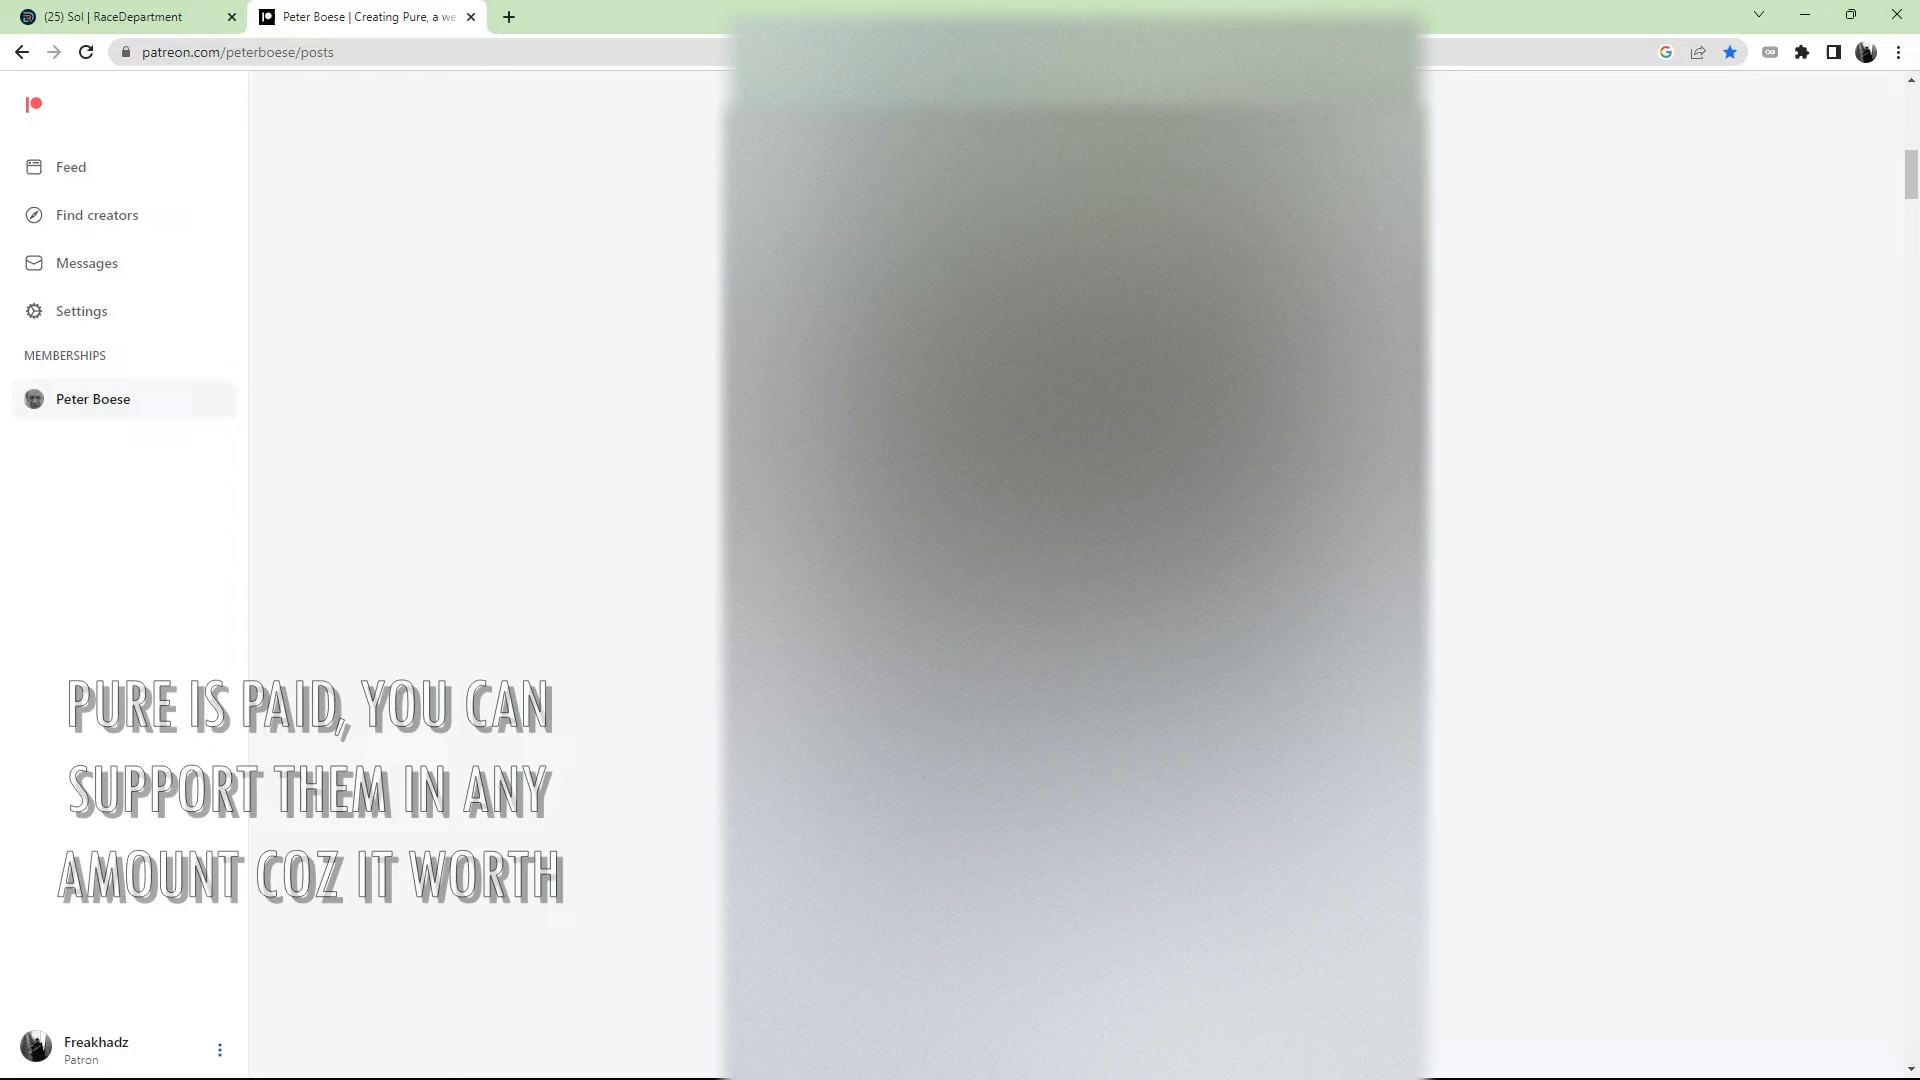 (25) Sol | RaceDepartment
Peter Boese | Creating Pure, a we
patreon.com/peterboese/posts
Feed
Find creators
Messages
Settings
MEMBERSHIPS
Peter Boese
PURE IS PAID, YOU CAN
SUPPORT THEM IN ANY
AMOUNT COZ IT WORTH
Freakhadz
Patron